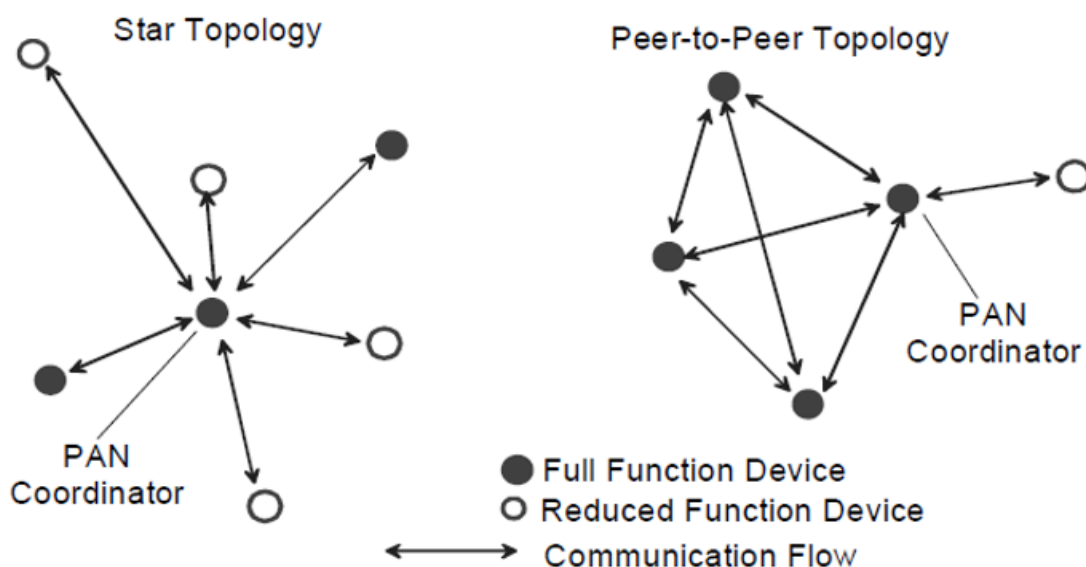 Star Topology
Peer-to-Peer Topology
PAN
Coordinator
PAN
Coordinator
Full Function Device
Reduced Function Device
Communication Flow